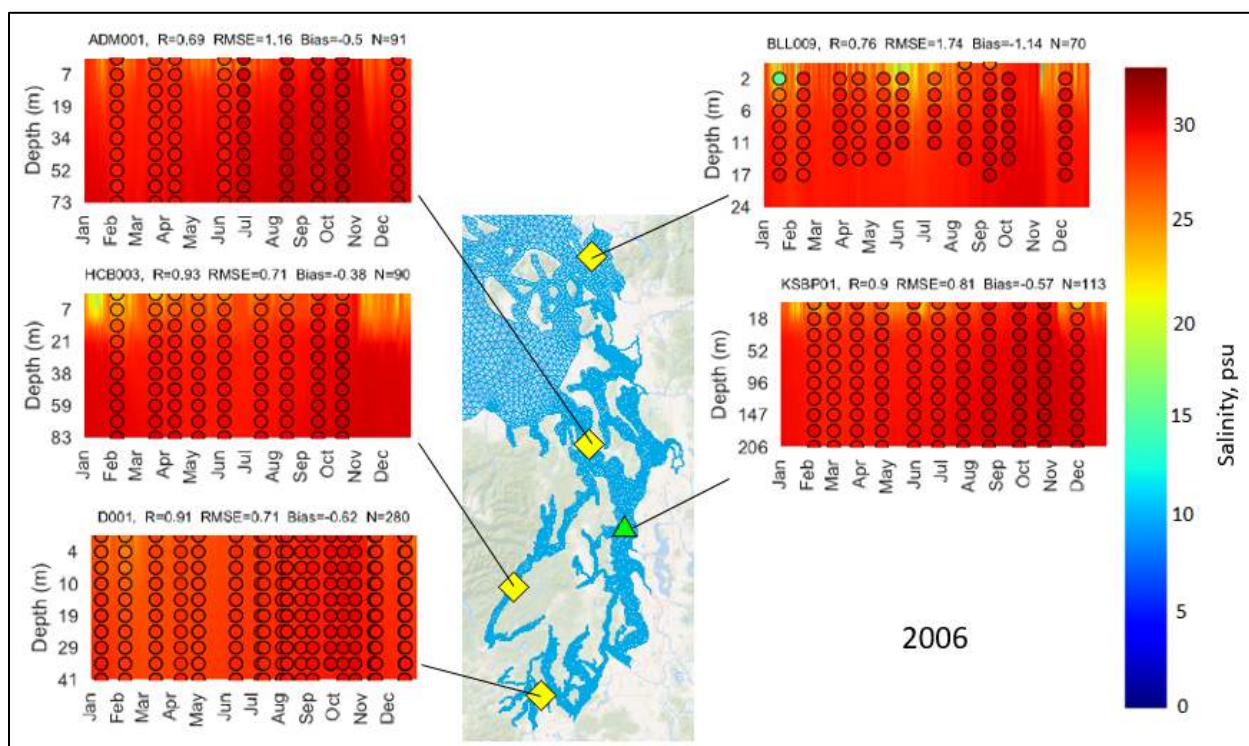 ADM001, R=0.69 RMSE=1.16 Bias=-0.5 N=91
Depth (m)
7
19
34
52
73
Jan
Feb
Mar
Apr
May
Jun
Jul
Aug
Sep
Oct
Nov
Dec
HCB003, R=0.93 RMSE=0.71 Bias=-0.38 N=90
Depth (m)
7
21
38
59
83
Jan
Feb
Mar
Apr
May
Jun
Jul
Aug
Sep
Oct
Nov
Dec
D001, R=0.91 RMSE=0.71 Bias=-0.62 N=280
Depth (m)
4
10
19
29
41
Jan
Feb
Mar
Apr
May
Jun
Jul
Aug
Sep
Oct
Nov
Dec
BLL009, R=0.76 RMSE=1.74 Bias=-1.14 N=70
Depth (m)
2
6
11
17
24
Jan
Feb
Mar
Apr
May
Jun
Jul
Aug
Sep
Oct
Nov
Dec
KSBP01, R=0.9 RMSE=0.81 Bias=-0.57 N=113
Depth (m)
18
52
96
147
206
Jan
Feb
Mar
Apr
May
Jun
Jul
Aug
Sep
Oct
Nov
Dec
2006
30
25
20
15
10
5
0
Salinity, psu